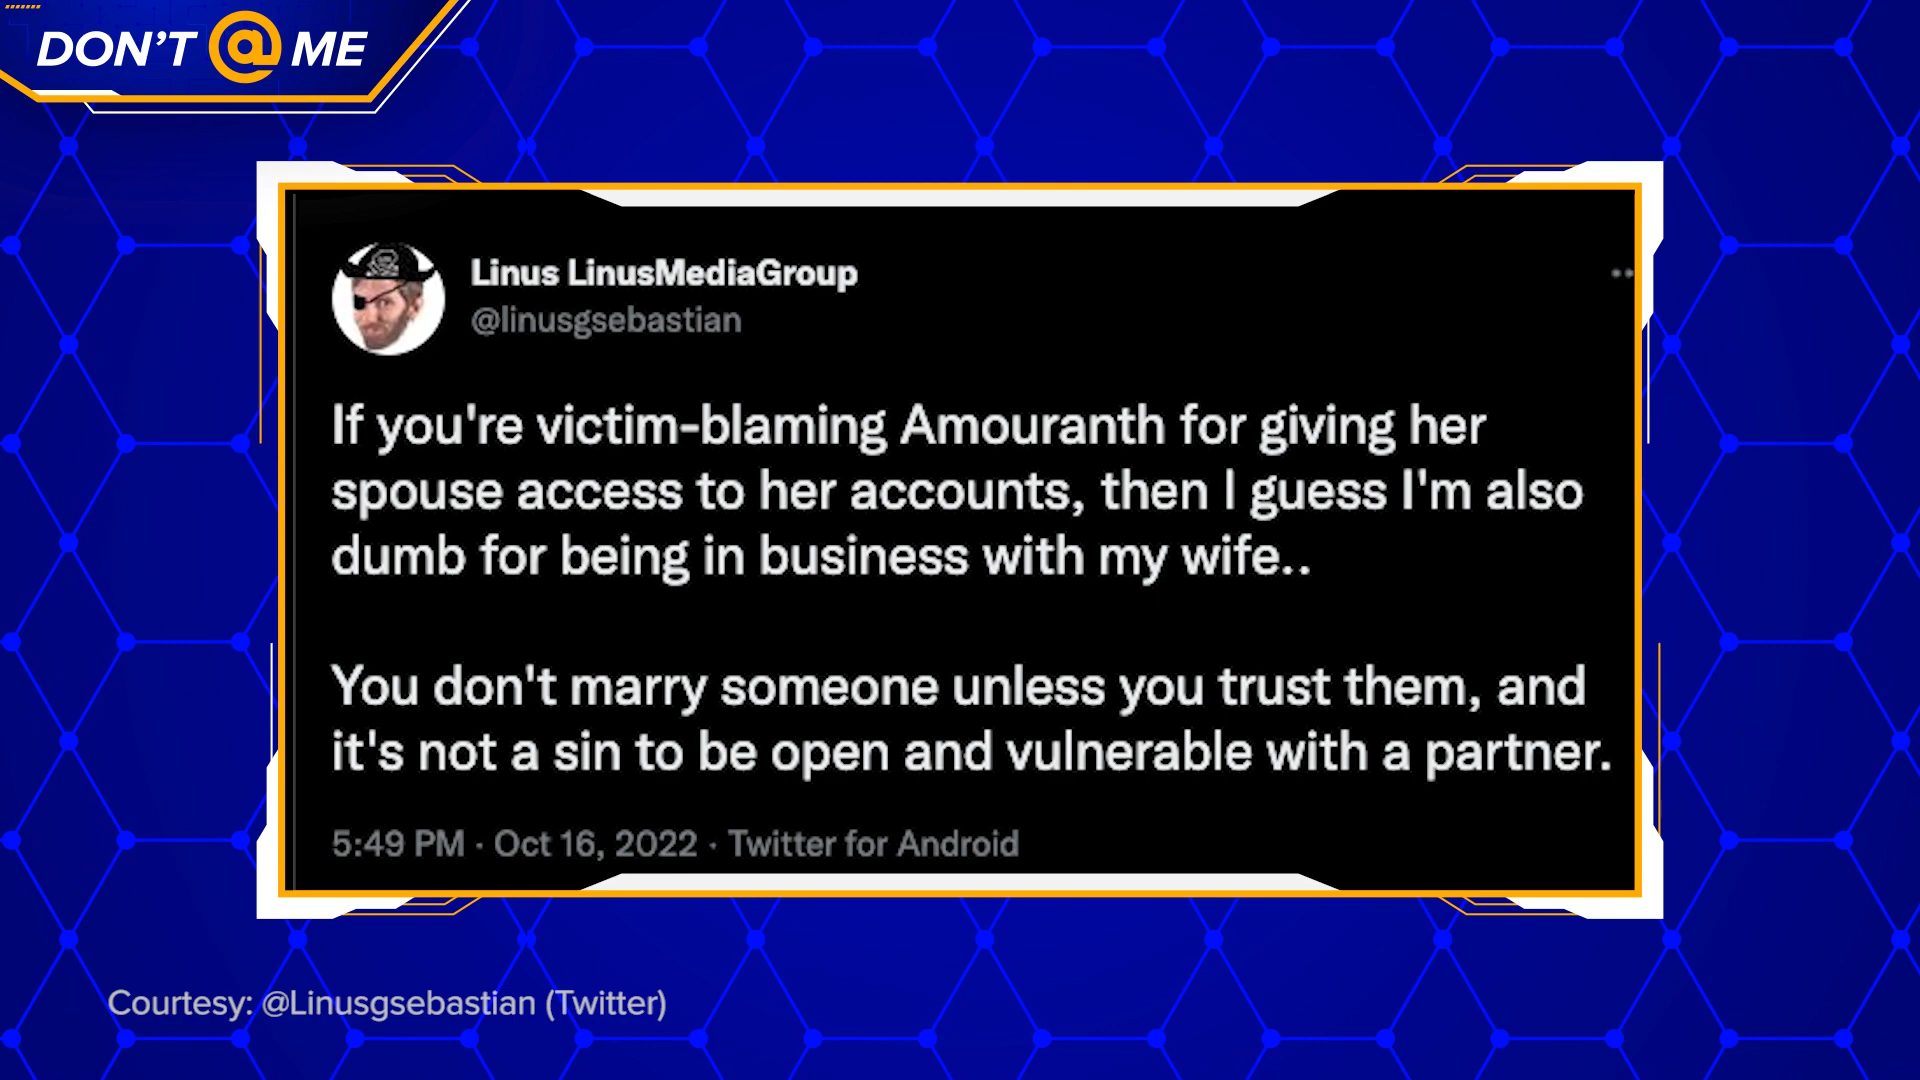 DON'T @ ME
Linus LinusMediaGroup
@linusgsebastian
If you're victim-blaming Amouranth for giving her
spouse access to her accounts, then I guess I'm also
dumb for being in business with my wife..
You don't marry someone unless you trust them, and
it's not a sin to be open and vulnerable with a partner.
5:49 PM · Oct 16, 2022 · Twitter for Android
Courtesy: @Linusgsebastian (Twitter)